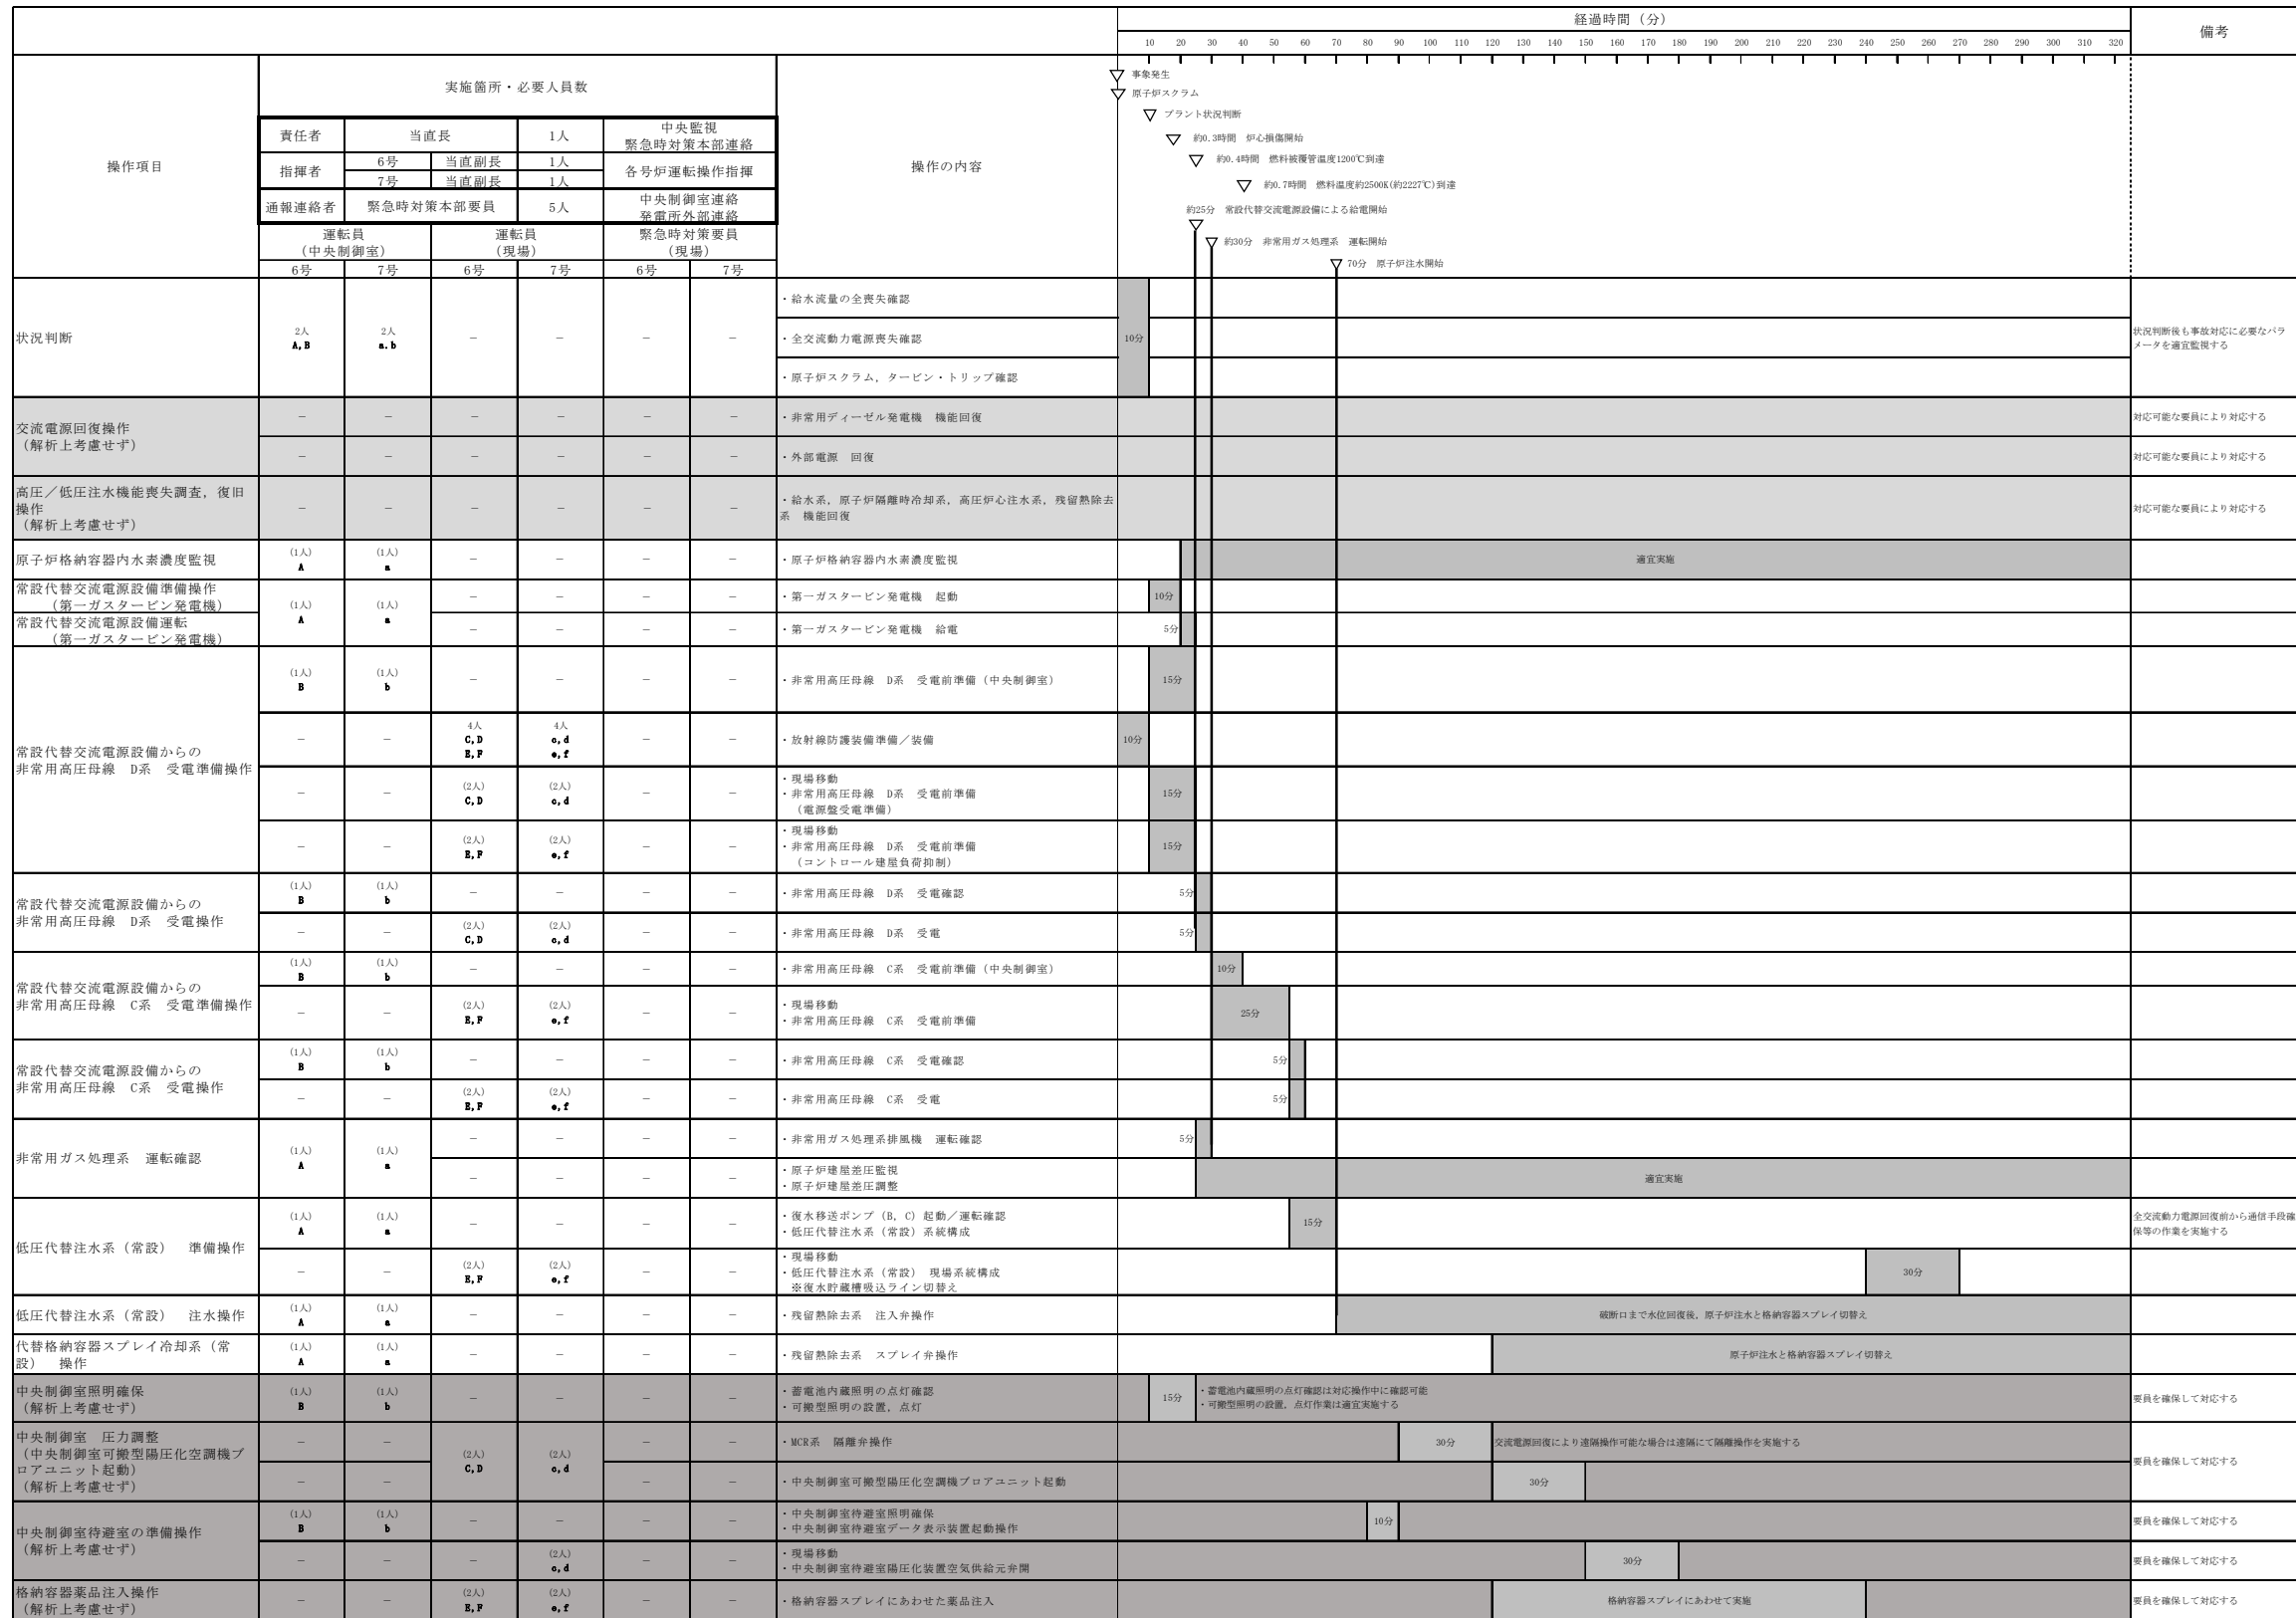 経過時間（分）
備考
10 20 30 40 50 60 70 80 90 100 110 120 130 140 150 160 170 180 190 200 210 220 230 240 250 260 270 280 290 300 310 320
操作項目
実施箇所・必要人員数
操作の内容
責任者 当直長 1人 中央監視
緊急時対策本部連絡
指揮者 6号 当直副長 1人 各号炉運転操作指揮
7号 当直副長 1人
通報連絡者 緊急時対策本部要員 5人 中央制御室連絡
発電所外部連絡
運転員
（中央制御室）
運転員
（現場）
緊急時対策要員
（現場）
6号 7号 6号 7号 6号 7号
事象発生
原子炉スクラム
プラント状況判断
約0.3時間 炉心損傷開始
約0.4時間 燃料被覆管温度1200℃到達
約0.7時間 燃料温度約2500K(約2227℃)到達
約25分 常設代替交流電源設備による給電開始
約30分 非常用ガス処理系 運転開始
70分 原子炉注水開始
状況判断
2人
A,B
2人
a.b
－ － － －
・給水流量の全喪失確認
・全交流動力電源喪失確認
・原子炉スクラム，タービン・トリップ確認
10分
状況判断後も事故対応に必要なパラ
メータを適宜監視する
交流電源回復操作
（解析上考慮せず）
－ － － － － － ・非常用ディーゼル発電機 機能回復 対応可能な要員により対応する
－ － － － － － ・外部電源 回復 対応可能な要員により対応する
高圧／低圧注水機能喪失調査，復旧
操作
（解析上考慮せず）
－ － － － － －
・給水系，原子炉隔離時冷却系，高圧炉心注水系，残留熱除去
系 機能回復
対応可能な要員により対応する
原子炉格納容器内水素濃度監視
(1人)
A
(1人)
a
－ － － － ・原子炉格納容器内水素濃度監視 適宜実施
常設代替交流電源設備準備操作
（第一ガスタービン発電機）
(1人)
A
(1人)
a
－ － － － ・第一ガスタービン発電機 起動 10分
常設代替交流電源設備運転
（第一ガスタービン発電機）
－ － － － ・第一ガスタービン発電機 給電 5分
常設代替交流電源設備からの
非常用高圧母線 D系 受電準備操作
(1人)
B
(1人)
b
－ － － － ・非常用高圧母線 D系 受電前準備（中央制御室） 15分
－ －
4人
C,D
E,F
4人
c,d
e,f
－ － ・放射線防護装備準備／装備 10分
－ －
(2人)
C,D
(2人)
c,d
－ －
・現場移動
・非常用高圧母線 D系 受電前準備
（電源盤受電準備）
15分
－ －
(2人)
E,F
(2人)
e,f
－ －
・現場移動
・非常用高圧母線 D系 受電前準備
（コントロール建屋負荷抑制）
15分
常設代替交流電源設備からの
非常用高圧母線 D系 受電操作
(1人)
B
(1人)
b
－ － － － ・非常用高圧母線 D系 受電確認 5分
－ －
(2人)
C,D
(2人)
c,d
－ － ・非常用高圧母線 D系 受電 5分
常設代替交流電源設備からの
非常用高圧母線 C系 受電準備操作
(1人)
B
(1人)
b
－ － － － ・非常用高圧母線 C系 受電前準備（中央制御室） 10分
－ －
(2人)
E,F
(2人)
e,f
－ －
・現場移動
・非常用高圧母線 C系 受電前準備
25分
常設代替交流電源設備からの
非常用高圧母線 C系 受電操作
(1人)
B
(1人)
b
－ － － － ・非常用高圧母線 C系 受電確認 5分
－ －
(2人)
E,F
(2人)
e,f
－ － ・非常用高圧母線 C系 受電 5分
非常用ガス処理系 運転確認
(1人)
A
(1人)
a
－ － － － ・非常用ガス処理系排風機 運転確認 5分
－ － － －
・原子炉建屋差圧監視
・原子炉建屋差圧調整
適宜実施
低圧代替注水系（常設） 準備操作
(1人)
A
(1人)
a
－ － － －
・復水移送ポンプ（B，C）起動／運転確認
・低圧代替注水系（常設）系統構成
15分
全交流動力電源回復前から通信手段確
保等の作業を実施する
－ －
(2人)
E,F
(2人)
e,f
－ －
・現場移動
・低圧代替注水系（常設） 現場系統構成
※復水貯蔵槽吸込ライン切替え
30分
低圧代替注水系（常設） 注水操作
(1人)
A
(1人)
a
－ － － － ・残留熱除去系 注入弁操作 破断口まで水位回復後，原子炉注水と格納容器スプレイ切替え
代替格納容器スプレイ冷却系（常
設） 操作
(1人)
A
(1人)
a
－ － － － ・残留熱除去系 スプレイ弁操作 原子炉注水と格納容器スプレイ切替え
中央制御室照明確保
（解析上考慮せず）
(1人)
B
(1人)
b
－ － － －
・蓄電池内蔵照明の点灯確認
・可搬型照明の設置，点灯
15分
・蓄電池内蔵照明の点灯確認は対応操作中に確認可能
・可搬型照明の設置，点灯作業は適宜実施する
要員を確保して対応する
中央制御室 圧力調整
（中央制御室可搬型陽圧化空調機ブ
ロアユニット起動）
（解析上考慮せず）
－ －
(2人)
C,D
(2人)
c,d
－ － ・MCR系 隔離弁操作 30分 交流電源回復により遠隔操作可能な場合は遠隔にて隔離操作を実施する
要員を確保して対応する
－ － － － ・中央制御室可搬型陽圧化空調機ブロアユニット起動 30分
中央制御室待避室の準備操作
（解析上考慮せず）
(1人)
B
(1人)
b
－ － － －
・中央制御室待避室照明確保
・中央制御室待避室データ表示装置起動操作
10分 要員を確保して対応する
－ － －
(2人)
c,d
－ －
・現場移動
・中央制御室待避室陽圧化装置空気供給元弁開
30分 要員を確保して対応する
格納容器薬品注入操作
（解析上考慮せず）
－ －
(2人)
E,F
(2人)
e,f
－ － ・格納容器スプレイにあわせた薬品注入 格納容器スプレイにあわせて実施 要員を確保して対応する